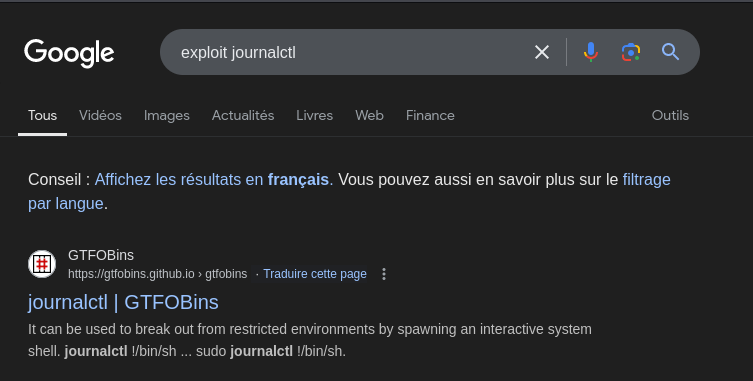 Google
exploit journalctl
Tous Vidéos Images Actualités Livres Web Finance Outils
Conseil : Affichez les résultats en français. Vous pouvez aussi en savoir plus sur le filtrage
par langue.
GTFOBins
https://gtfobins.github.io › gtfobins · Traduire cette page
journalctl | GTFOBins
It can be used to break out from restricted environments by spawning an interactive system
shell. journalctl !/bin/sh ... sudo journalctl !/bin/sh.